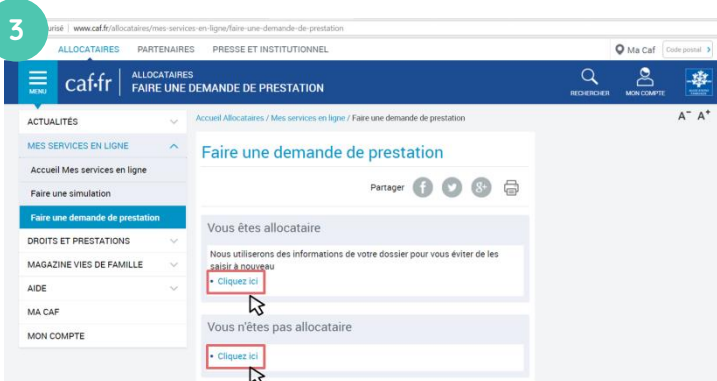 3
urisé | www.caf.fr/allocataires/mes-services-en-ligne/faire-une-demande-de-prestation
ALLOCATAIRES PARTENAIRES PRESSE ET INSTITUTIONNEL Ma Caf Code postal >
MENU caf·fr ALLOCATAIRES
FAIRE UNE DEMANDE DE PRESTATION RECHERCHER MON COMPTE
ACTUALITÉS Accueil Allocataires / Mes services en ligne / Faire une demande de prestation A- A+
MES SERVICES EN LIGNE
Accueil Mes services en ligne
Faire une simulation
Faire une demande de prestation
DROITS ET PRESTATIONS
MAGAZINE VIES DE FAMILLE
AIDE
MA CAF
MON COMPTE
Faire une demande de prestation
Partager f 8+
Vous êtes allocataire
Nous utiliserons des informations de votre dossier pour vous éviter de les
saisir à nouveau
• Cliquez ici
Vous n'êtes pas allocataire
• Cliquez ici